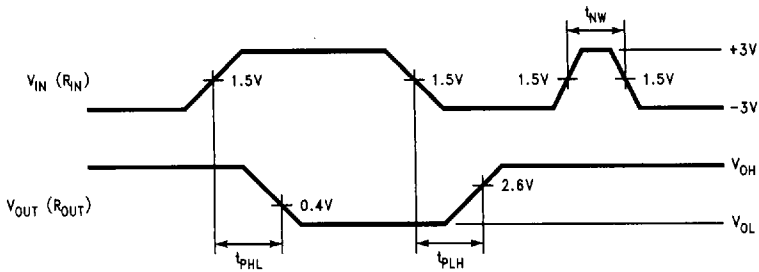 tNW
+3V
VIN (RIN)
1.5V
1.5V
1.5V
1.5V
-3V
VOH
VOUT (ROUT)
0.4V
2.6V
VOL
tPHL
tPLH